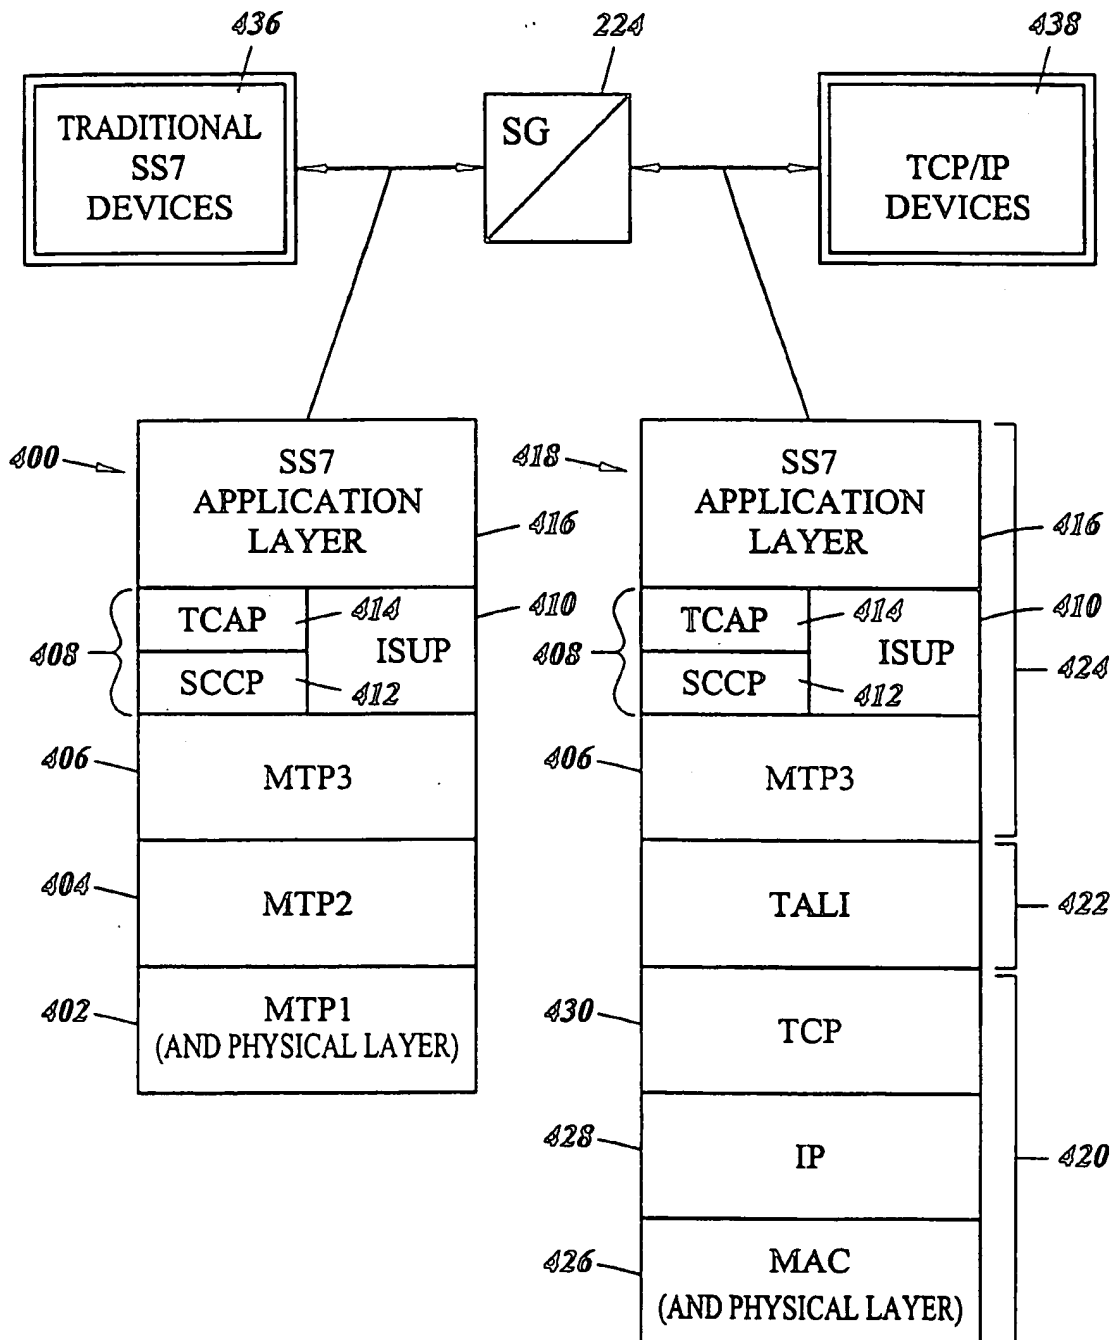 436
224
438
TRADITIONAL
SS7
DEVICES
SG
TCP/IP
DEVICES
400
SS7
APPLICATION
LAYER
416
408
TCAP
414
SCCP
412
ISUP
410
406
MTP3
404
MTP2
402
MTP1
(AND PHYSICAL LAYER)
418
SS7
APPLICATION
LAYER
416
408
TCAP
414
SCCP
412
ISUP
410
424
406
MTP3
TALI
422
430
TCP
428
IP
420
426
MAC
(AND PHYSICAL LAYER)